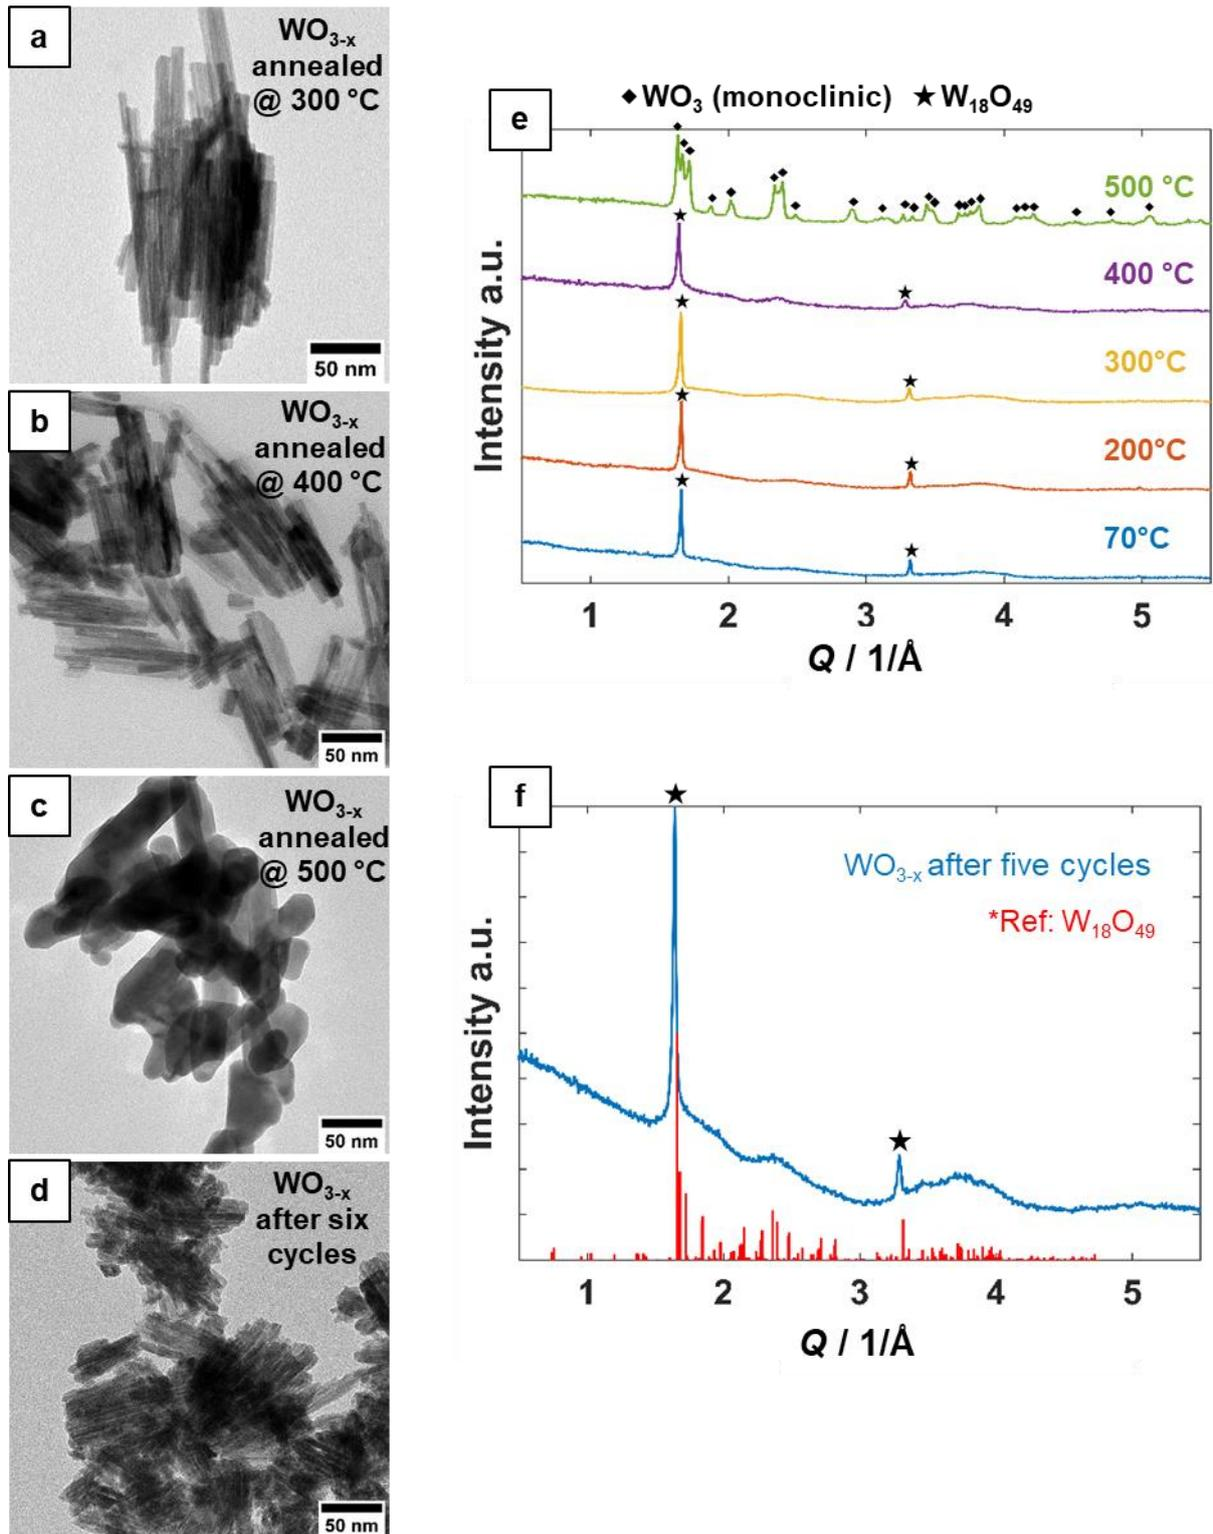 a
WO₃₋ₓ
annealed
@ 300 °C
50 nm
b
WO₃₋ₓ
annealed
@ 400 °C
50 nm
c
WO₃₋ₓ
annealed
@ 500 °C
50 nm
d
WO₃₋ₓ
after six
cycles
50 nm
e
◆ WO₃ (monoclinic) ★ W₁₈O₄₉
500 °C
400 °C
300°C
200°C
70°C
Intensity a.u.
1 2 3 4 5
Q / 1/Å
f
WO₃₋ₓ after five cycles
*Ref: W₁₈O₄₉
Intensity a.u.
1 2 3 4 5
Q / 1/Å